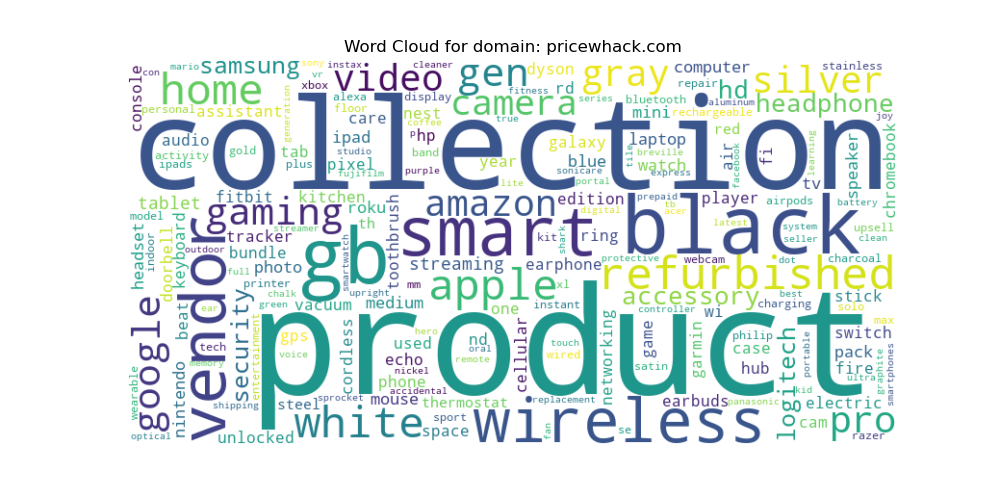 Word Cloud for domain: pricewhack.com
console
con
mario
samsung
sony
vr
instax
xbox
cleaner
video
gen
dyson
rd
gray
computer
repair
silver
stainless
home
personal
assistant
generation
alexa
floor
display
nest
care
camera
fitness
series
true
bluetooth
mini
hd
aluminum
rechargeable
headphone
joy
collection
audio
activity
ipads
gold
tab
plus
studio
ipad
pixel
fujifilm
coffee
p
hp
band
purple
year
lite
galaxy
blue
sonicare
portal
tile
breville
express
laptop
watch
red
air
facebook
fi
tv
learning
speaker
airpods
battery
chromebook
tablet
model
fitbit
kitchen
roku
th
toothbrush
amazon
edition
digital
prepaid
tb
acer
player
latest
system
seller
upsell
clean
headset
indoor
doorbell
keyboard
outdoor
gaming
streamer
tracker
bundle
photo
printer
full
chalk
green
gb
smartwatch
upright
vacuum
mm
medium
smart
streaming
earphone
kit
shark
ring
black
webcam
protective
dot
charcoal
refurbished
xl
apple
one
instant
accessory
wi
controller
charging
best
stick
solo
max
google
beat
nintendo
ear
tech
memory
vendor
security
entertainment
gps
voice
product
cordless
used
hero
nd
oral
remote
echo
nickel
phone
accidental
mouse
thermostat
cellular
touch
wired
networking
game
satin
garmin
philip
case
hub
logitech
portable
kid
switch
pack
fire
ultra
graphite
smartphones
electric
wearable
optical
shipping
unlocked
steel
sprocket
white
sport
space
wireless
replacement
fan
se
earbuds
panasonic
cam
pro
razer